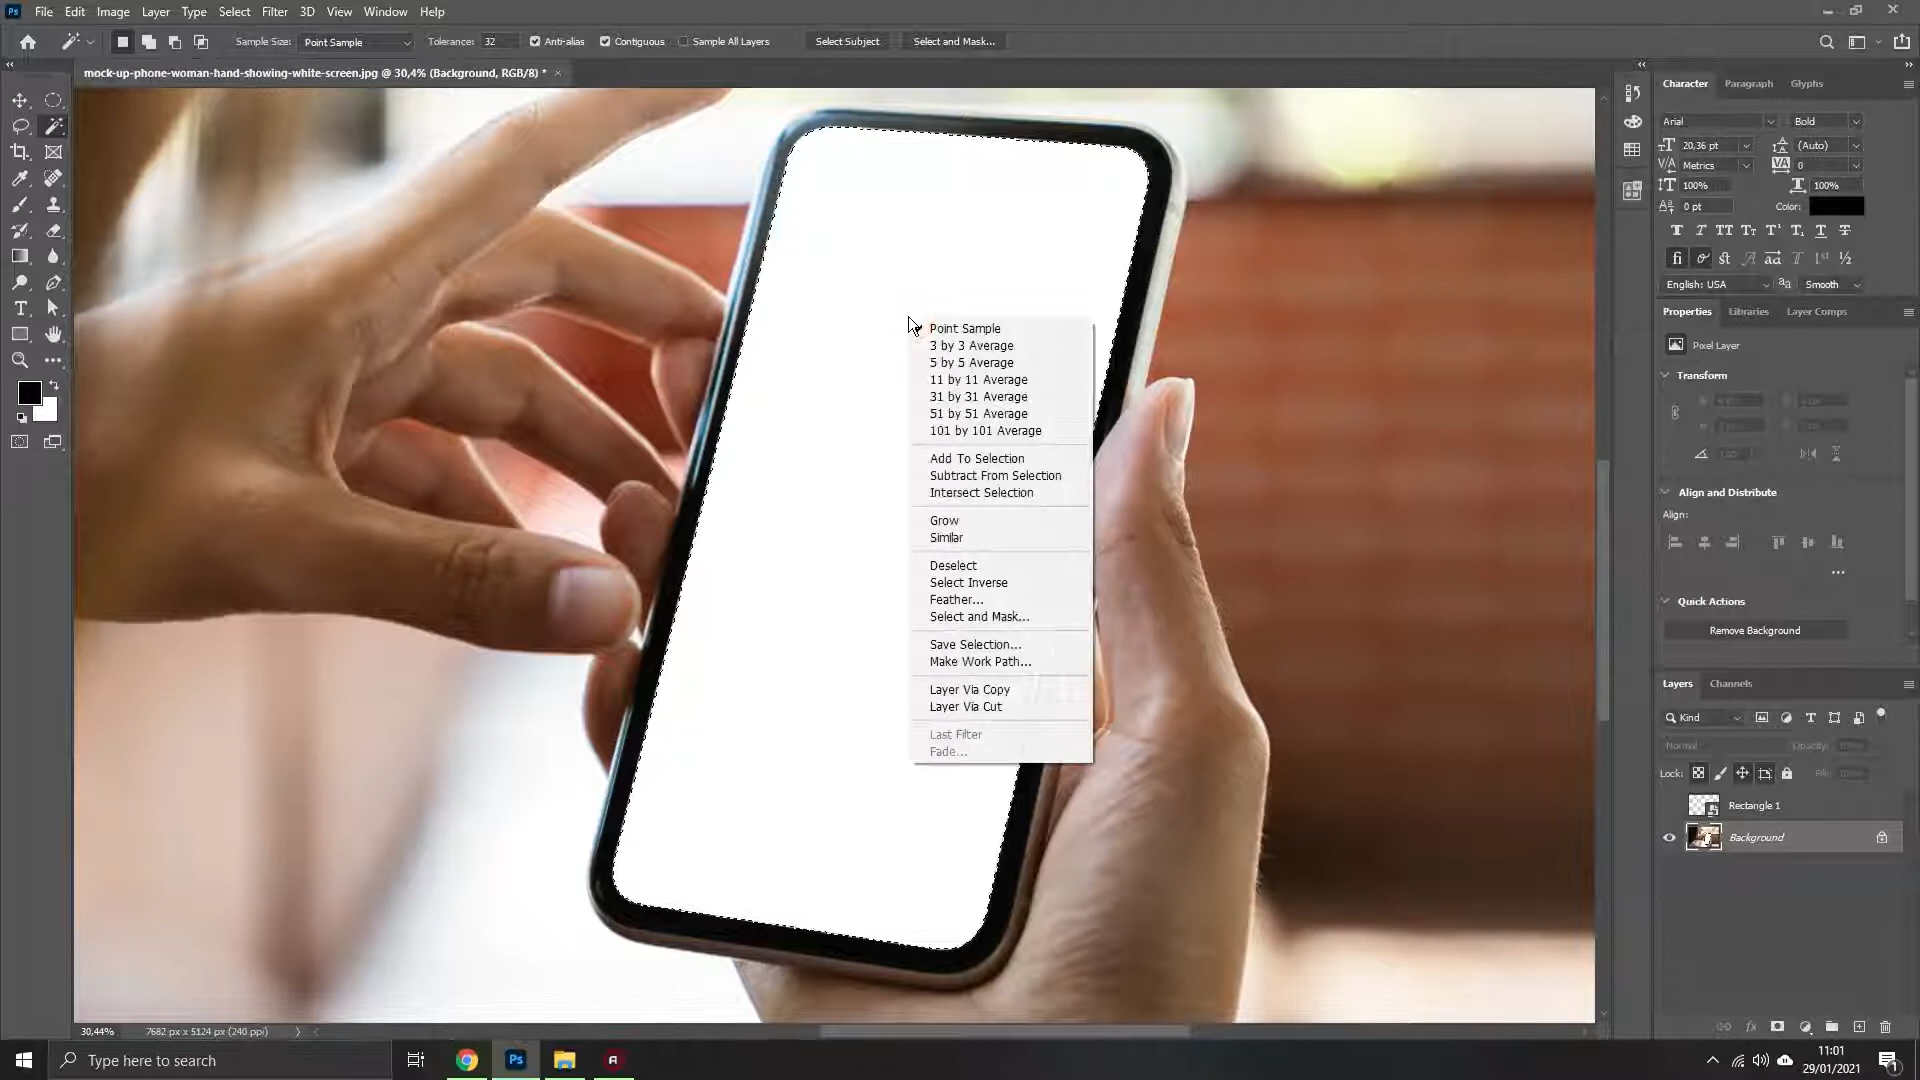 Ps File Edit Image Layer Type Select Filter 3D View Window Help
Sample Size: Point Sample Tolerance: 32 Anti-alias Contiguous Sample All Layers Select Subject Select and Mask...
mock-up-phone-woman-hand-showing-white-screen.jpg @ 30,4% (Background, RGB/8) * ×
Character Paragraph Glyphs
Arial Bold
20,36 pt (Auto)
Metrics 0
100% 100%
0 pt Color:
English: USA Smooth
Properties Libraries Layer Comps
Pixel Layer
Transform
Align and Distribute
Align:
Quick Actions
Remove Background
Layers Channels
Kind
Normal Opacity:
Lock: Fill:
Rectangle 1
Background
Point Sample
3 by 3 Average
5 by 5 Average
11 by 11 Average
31 by 31 Average
51 by 51 Average
101 by 101 Average
Add To Selection
Subtract From Selection
Intersect Selection
Grow
Similar
Deselect
Select Inverse
Feather...
Select and Mask...
Save Selection...
Make Work Path...
Layer Via Copy
Layer Via Cut
Last Filter
Fade...
30,44% 7682 px x 5124 px (240 ppi)
Type here to search
Ps
11:01
29/01/2021